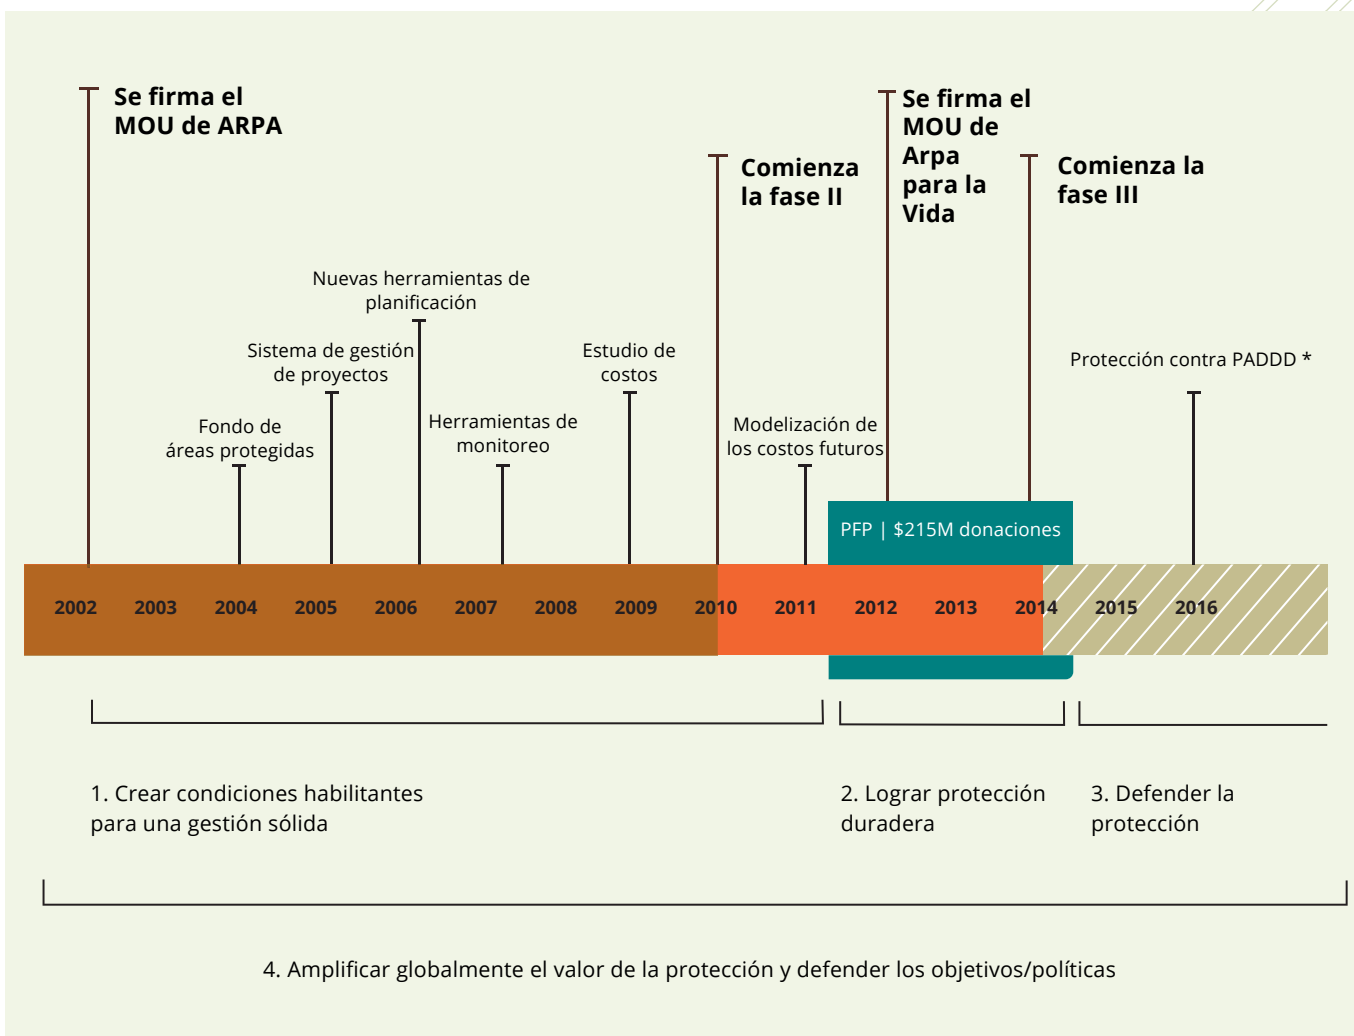 Se firma el
MOU de ARPA
Comienza
la fase II
Se firma el
MOU de
Arpa
para la
Vida
Comienza la
fase III
Nuevas herramientas de
planificación
Sistema de gestión
de proyectos
Fondo de
áreas protegidas
Herramientas de
monitoreo
Estudio de
costos
Modelización de
los costos futuros
Protección contra PADDD *
PFP | $215M donaciones
2002 2003 2004 2005 2006 2007 2008 2009 2010 2011 2012 2013 2014 2015 2016
1. Crear condiciones habilitantes
para una gestión sólida
2. Lograr protección
duradera
3. Defender la
protección
4. Amplificar globalmente el valor de la protección y defender los objetivos/políticas